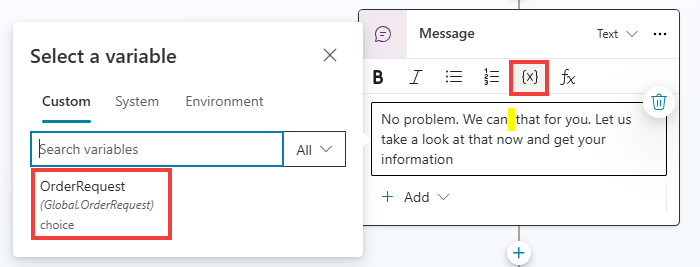 Select a variable
Custom System Environment
Search variables All
OrderRequest
(Global.OrderRequest)
choice
Message Text
B I {x} fx
No problem. We can that for you. Let us
take a look at that now and get your
information
+ Add